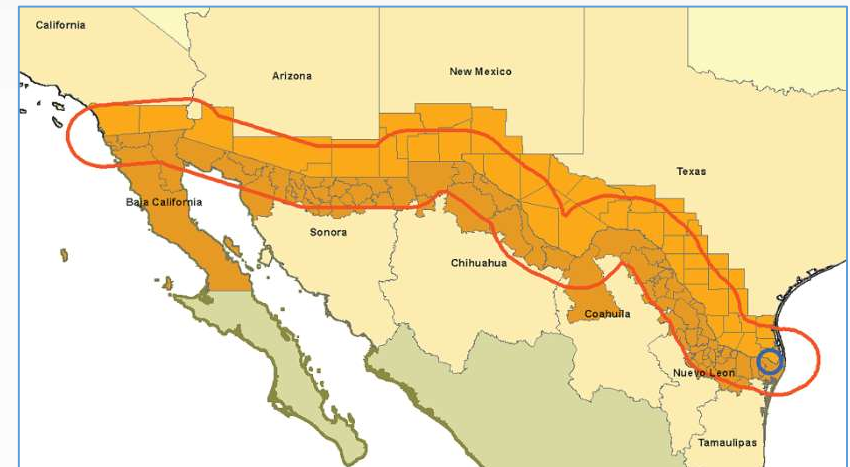 California
Arizona
New Mexico
Texas
Baja California
Sonora
Chihuahua
Coahuila
Nuevo Leon
Tamaulipas